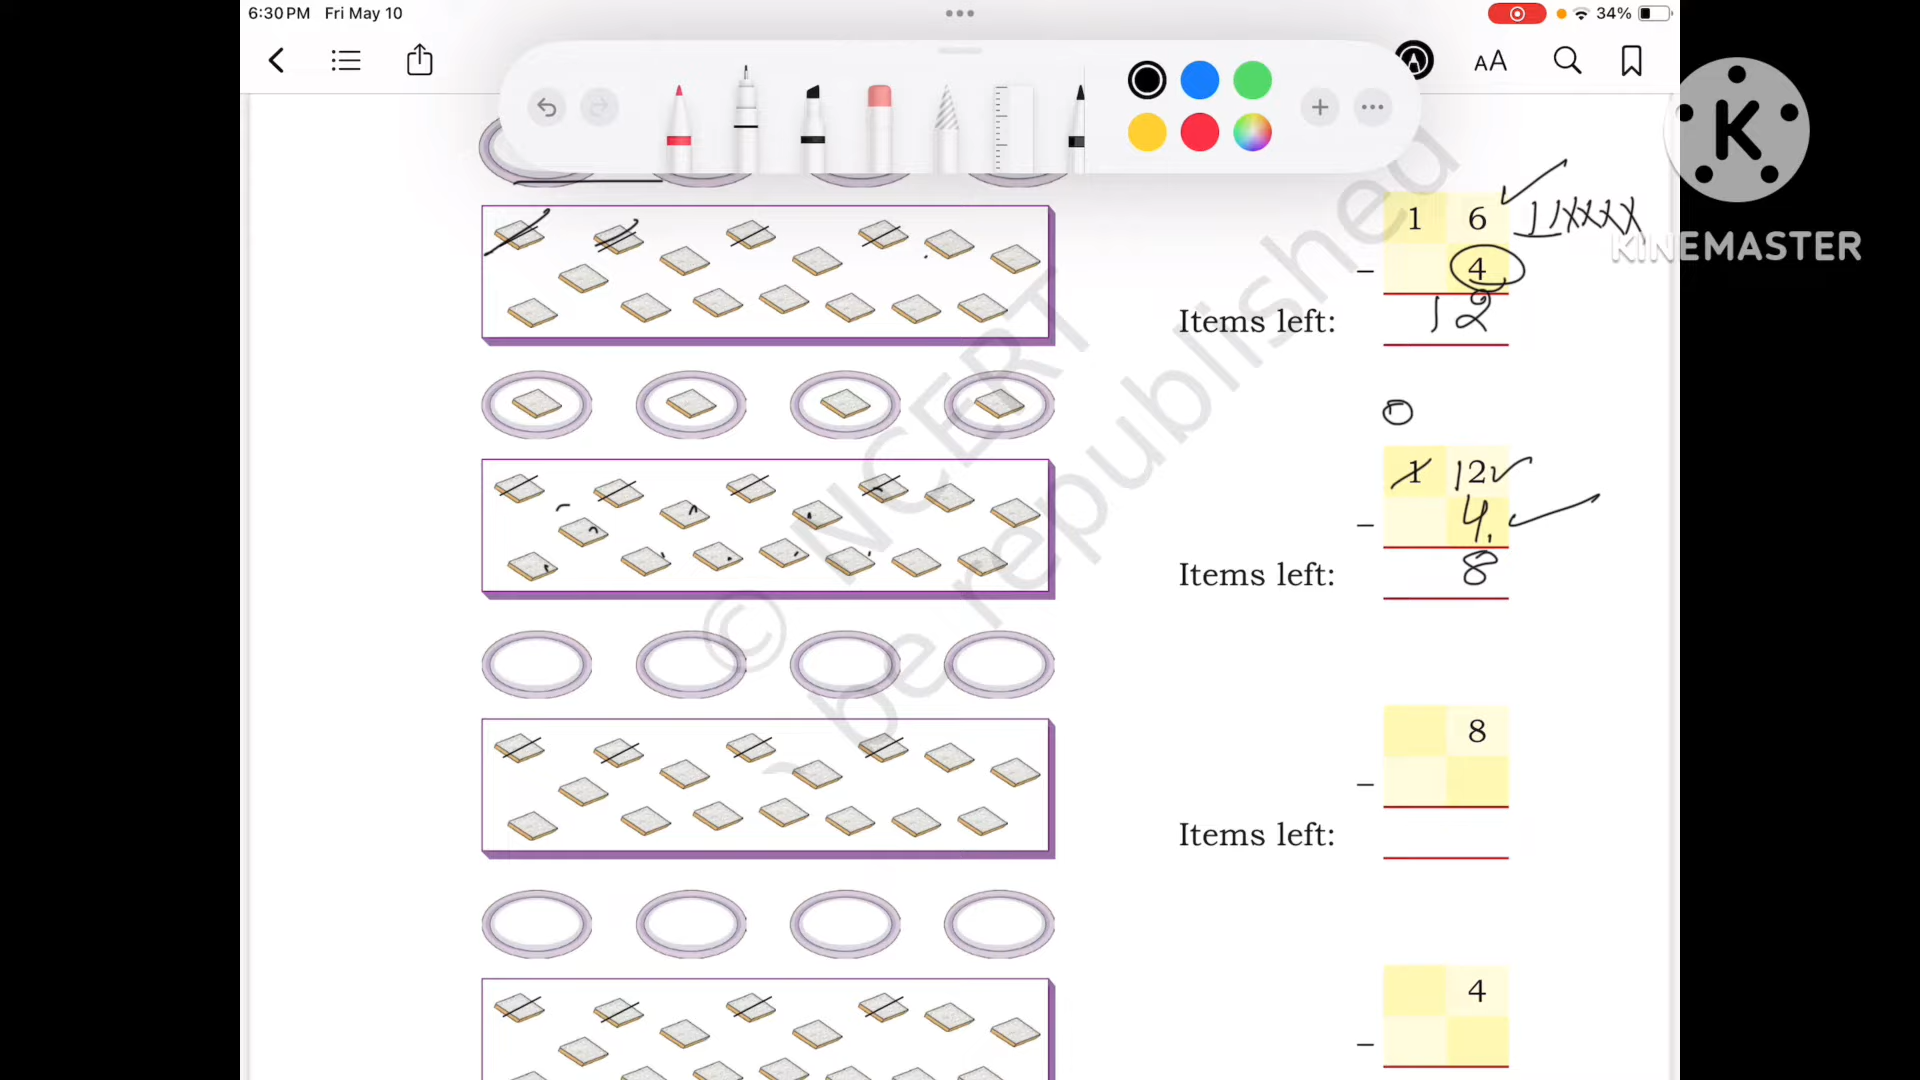 6:30 PM Fri May 10
34%
AA
K
KINEMASTER
1 6
− 4
Items left: 12
0
1 12
− 4.
Items left: 8
8
−
Items left:
4
−
© NCERT
be republished